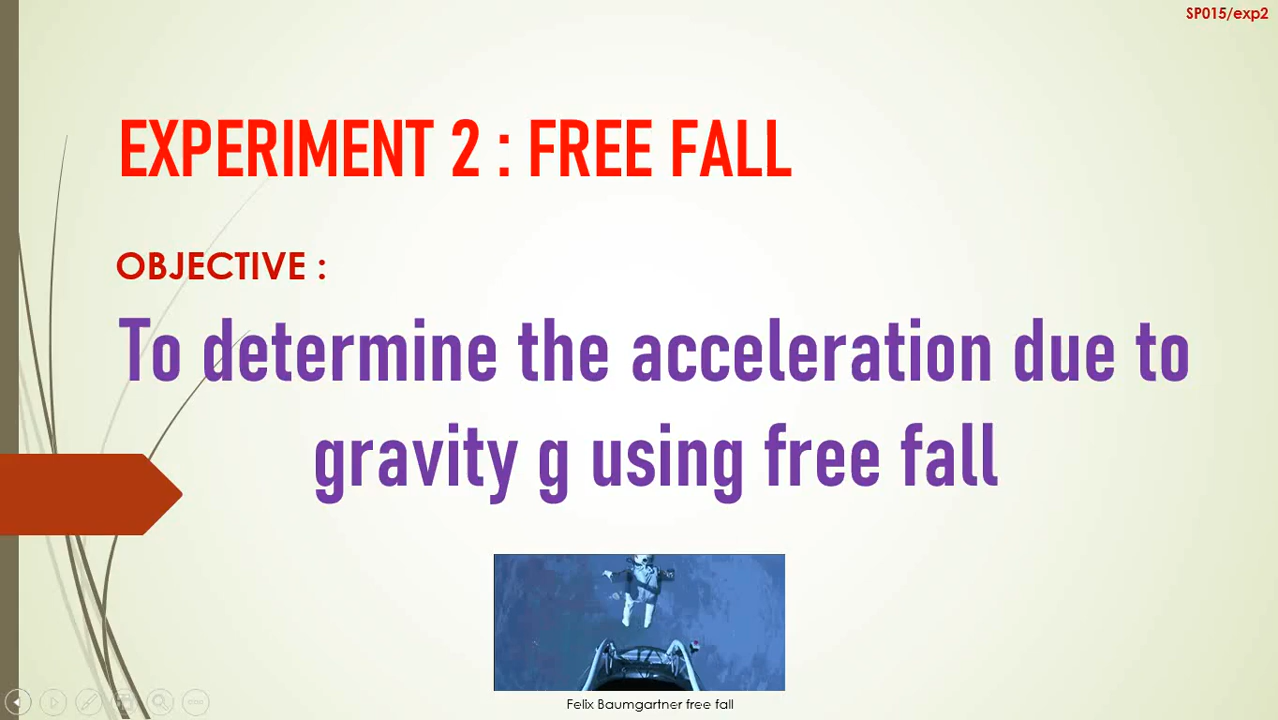 SP015/exp2
EXPERIMENT 2 : FREE FALL
OBJECTIVE :
To determine the acceleration due to
gravity g using free fall
Felix Baumgartner free fall